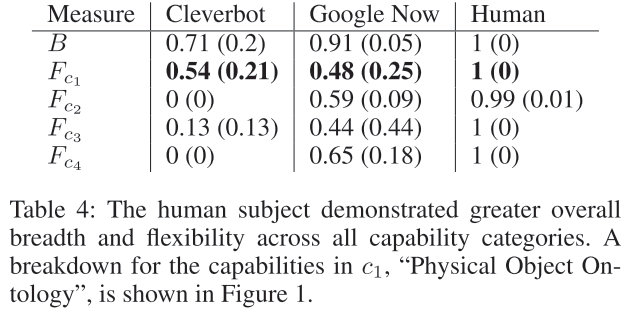 Measure Cleverbot Google Now Human
B 0.71 (0.2) 0.91 (0.05) 1 (0)
F_{c_1} 0.54 (0.21) 0.48 (0.25) 1 (0)
F_{c_2} 0 (0) 0.59 (0.09) 0.99 (0.01)
F_{c_3} 0.13 (0.13) 0.44 (0.44) 1 (0)
F_{c_4} 0 (0) 0.65 (0.18) 1 (0)
Table 4: The human subject demonstrated greater overall
breadth and flexibility across all capability categories. A
breakdown for the capabilities in c_1, “Physical Object On-
tology”, is shown in Figure 1.